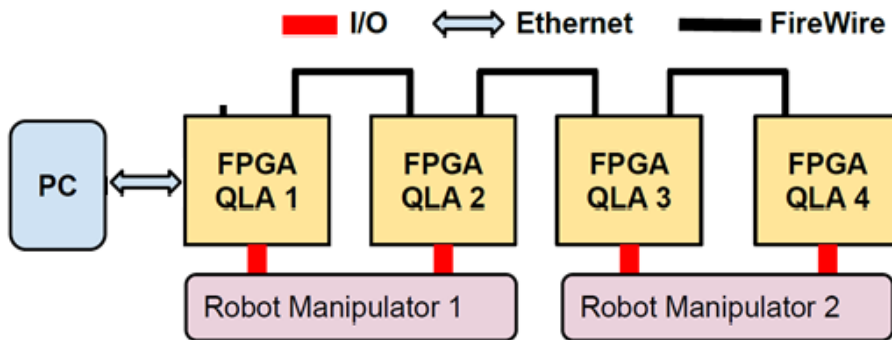 I/O Ethernet FireWire
PC
FPGA
QLA 1
FPGA
QLA 2
FPGA
QLA 3
FPGA
QLA 4
Robot Manipulator 1
Robot Manipulator 2